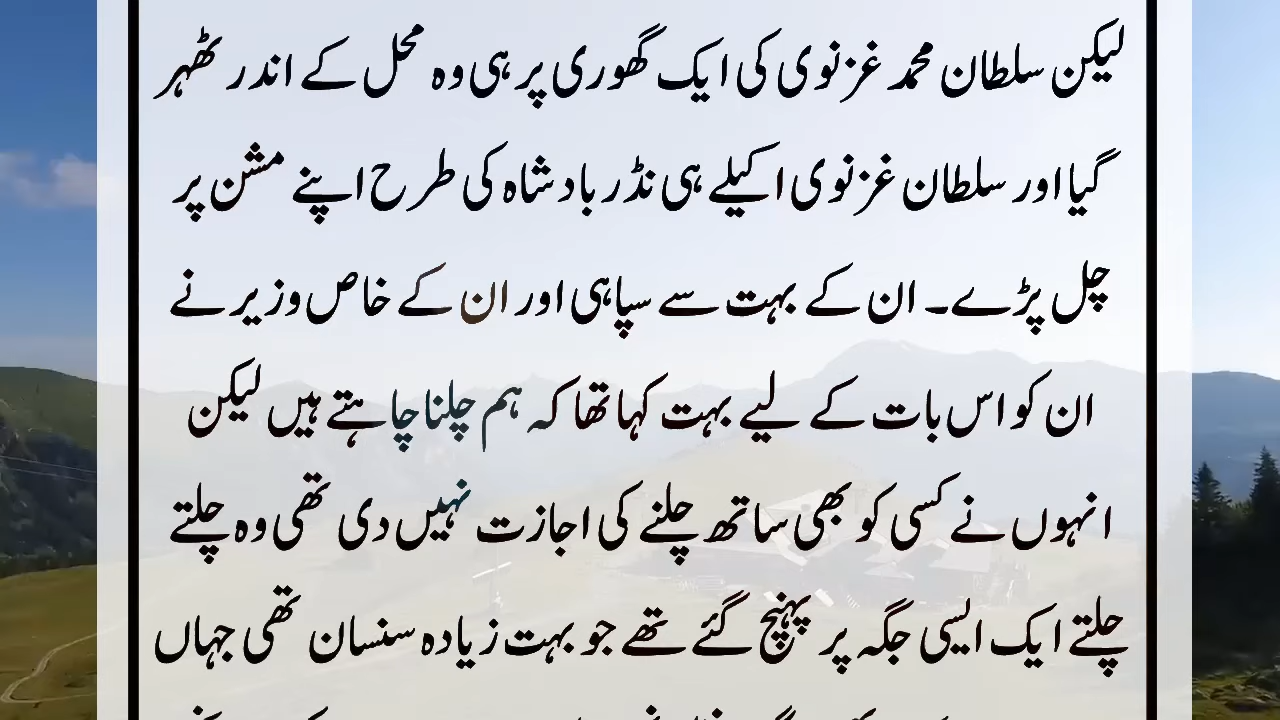 لیکن سلطان محمد غزنوی کی ایک گھوری پر ہی وہ محل کے اندر ٹھہر
گیا اور سلطان غزنوی اکیلے ہی نڈر بادشاہ کی طرح اپنے مشن پر
چل پڑے۔ ان کے بہت سے سپاہی اور ان کے خاص وزیر نے
ان کو اس بات کے لیے بہت کہا تھا کہ ہم چلنا چاہتے ہیں لیکن
انہوں نے کسی کو بھی ساتھ چلنے کی اجازت نہیں دی تھی وہ چلتے
چلتے ایک ایسی جگہ پر پہنچ گئے تھے جو بہت زیادہ سنسان تھی جہاں